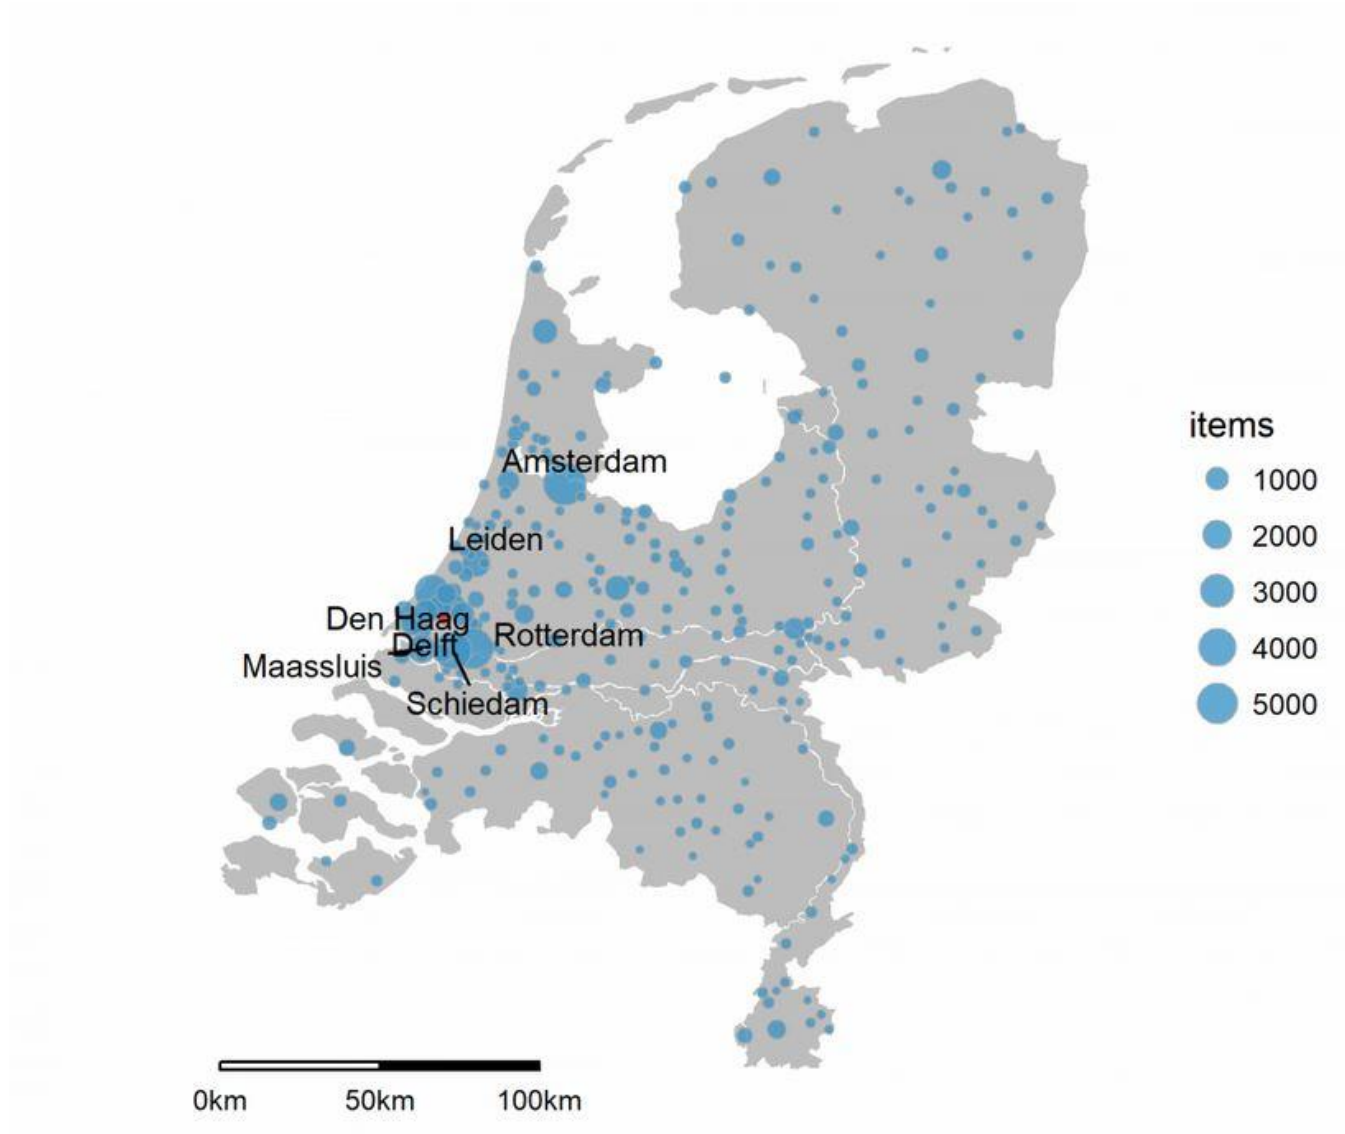 items
1000
2000
3000
4000
5000
Amsterdam
Leiden
Den Haag
Rotterdam
Delft
Maassluis
Schiedam
0km 50km 100km